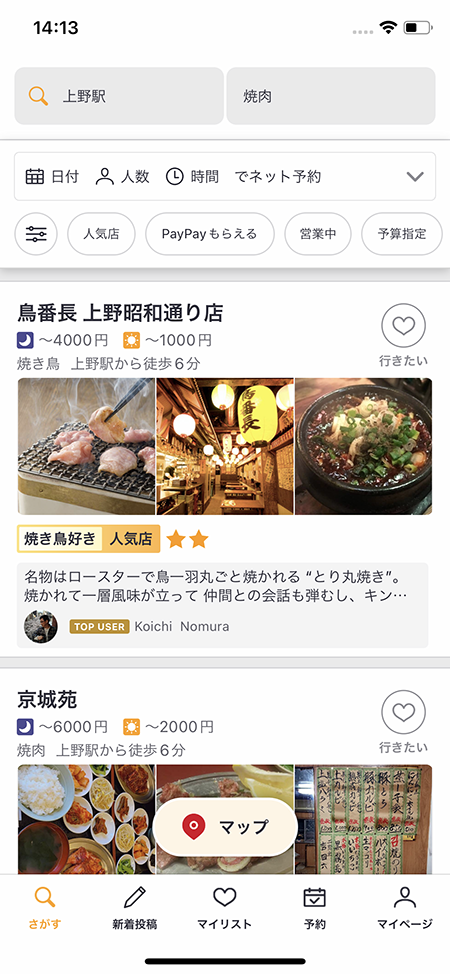 14:13
上野駅
焼肉
日付 人数 時間 でネット予約
人気店 PayPayもらえる 営業中 予算指定
鳥番長 上野昭和通り店
～4000円 ～1000円
行きたい
焼き鳥 上野駅から徒歩6分
鳥番長
焼き鳥好き 人気店
名物はロースターで鳥一羽丸ごと焼かれる “とり丸焼き”。
焼かれて一層風味が立って 仲間との会話も弾むし、キン…
TOP USER Koichi Nomura
京城苑
～6000円 ～2000円
行きたい
焼肉 上野駅から徒歩6分
マップ
さがす 新着投稿 マイリスト 予約 マイページ